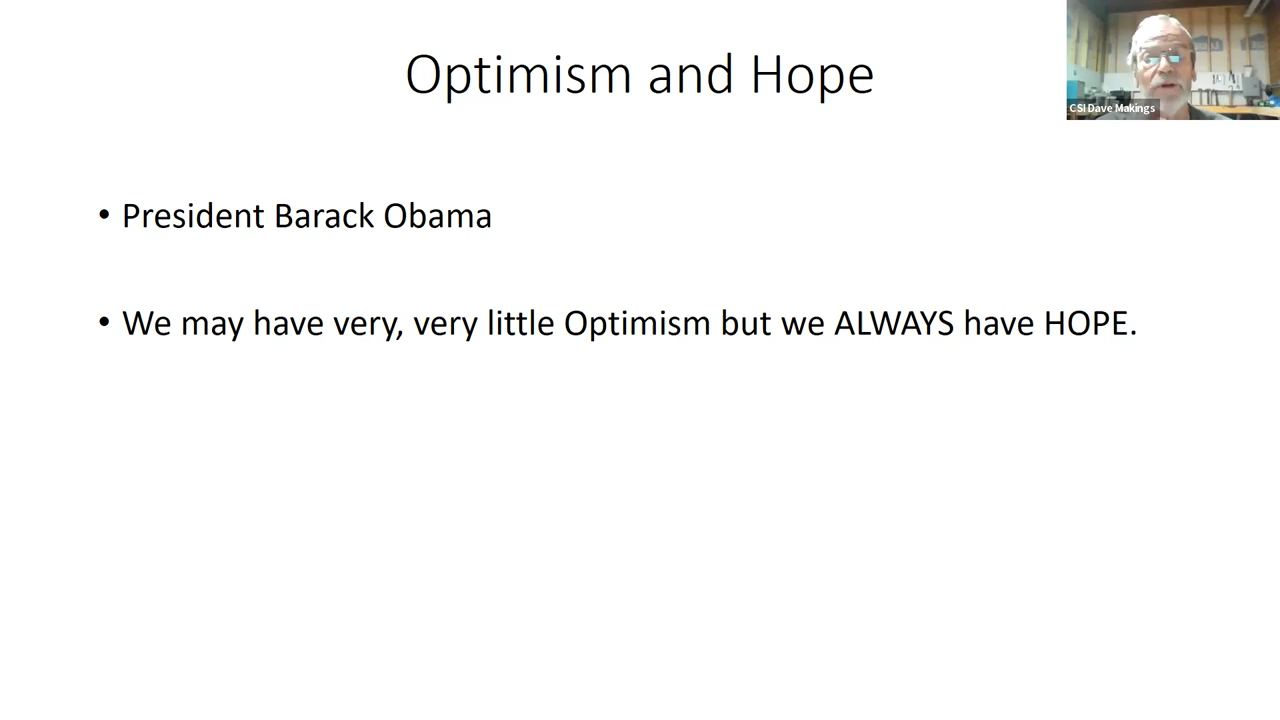 Optimism and Hope
CSI Dave Makings
• President Barack Obama
• We may have very, very little Optimism but we ALWAYS have HOPE.